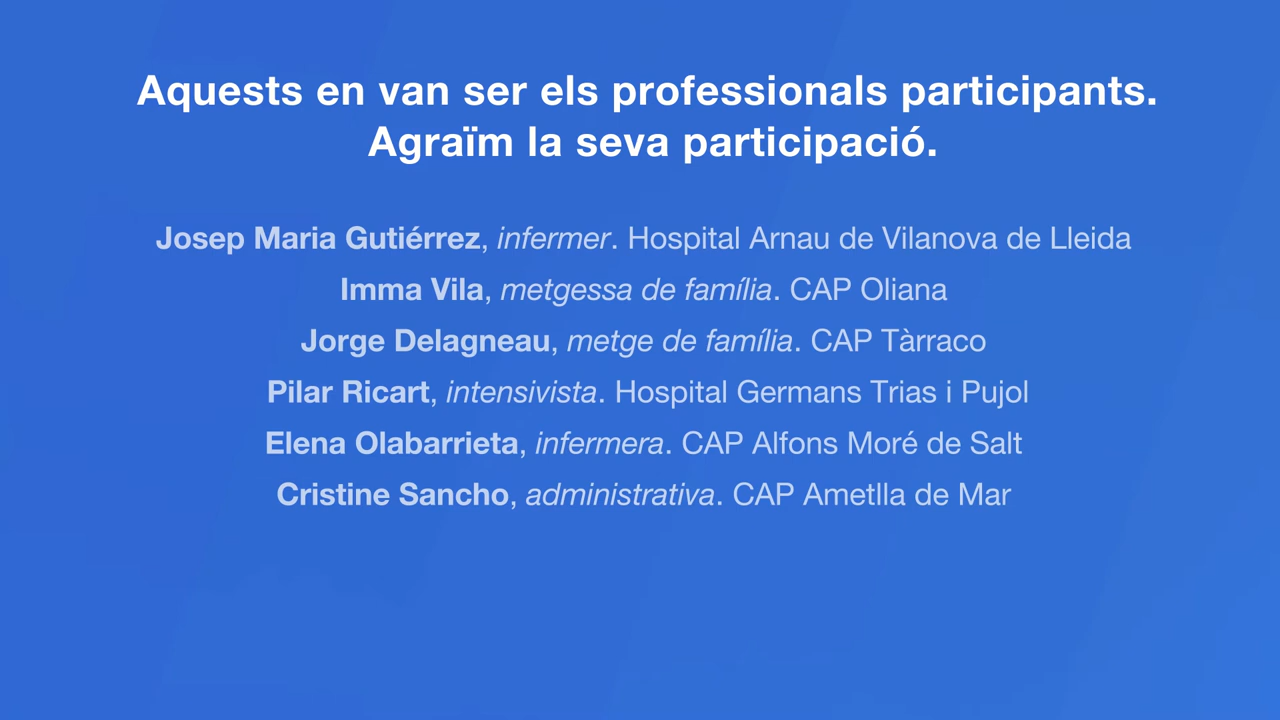 Aquests en van ser els professionals participants.
Agraïm la seva participació.
Josep Maria Gutiérrez, infermer. Hospital Arnau de Vilanova de Lleida
Imma Vila, metgessa de família. CAP Oliana
Jorge Delagneau, metge de família. CAP Tàrraco
Pilar Ricart, intensivista. Hospital Germans Trias i Pujol
Elena Olabarrieta, infermera. CAP Alfons Moré de Salt
Cristine Sancho, administrativa. CAP Ametlla de Mar